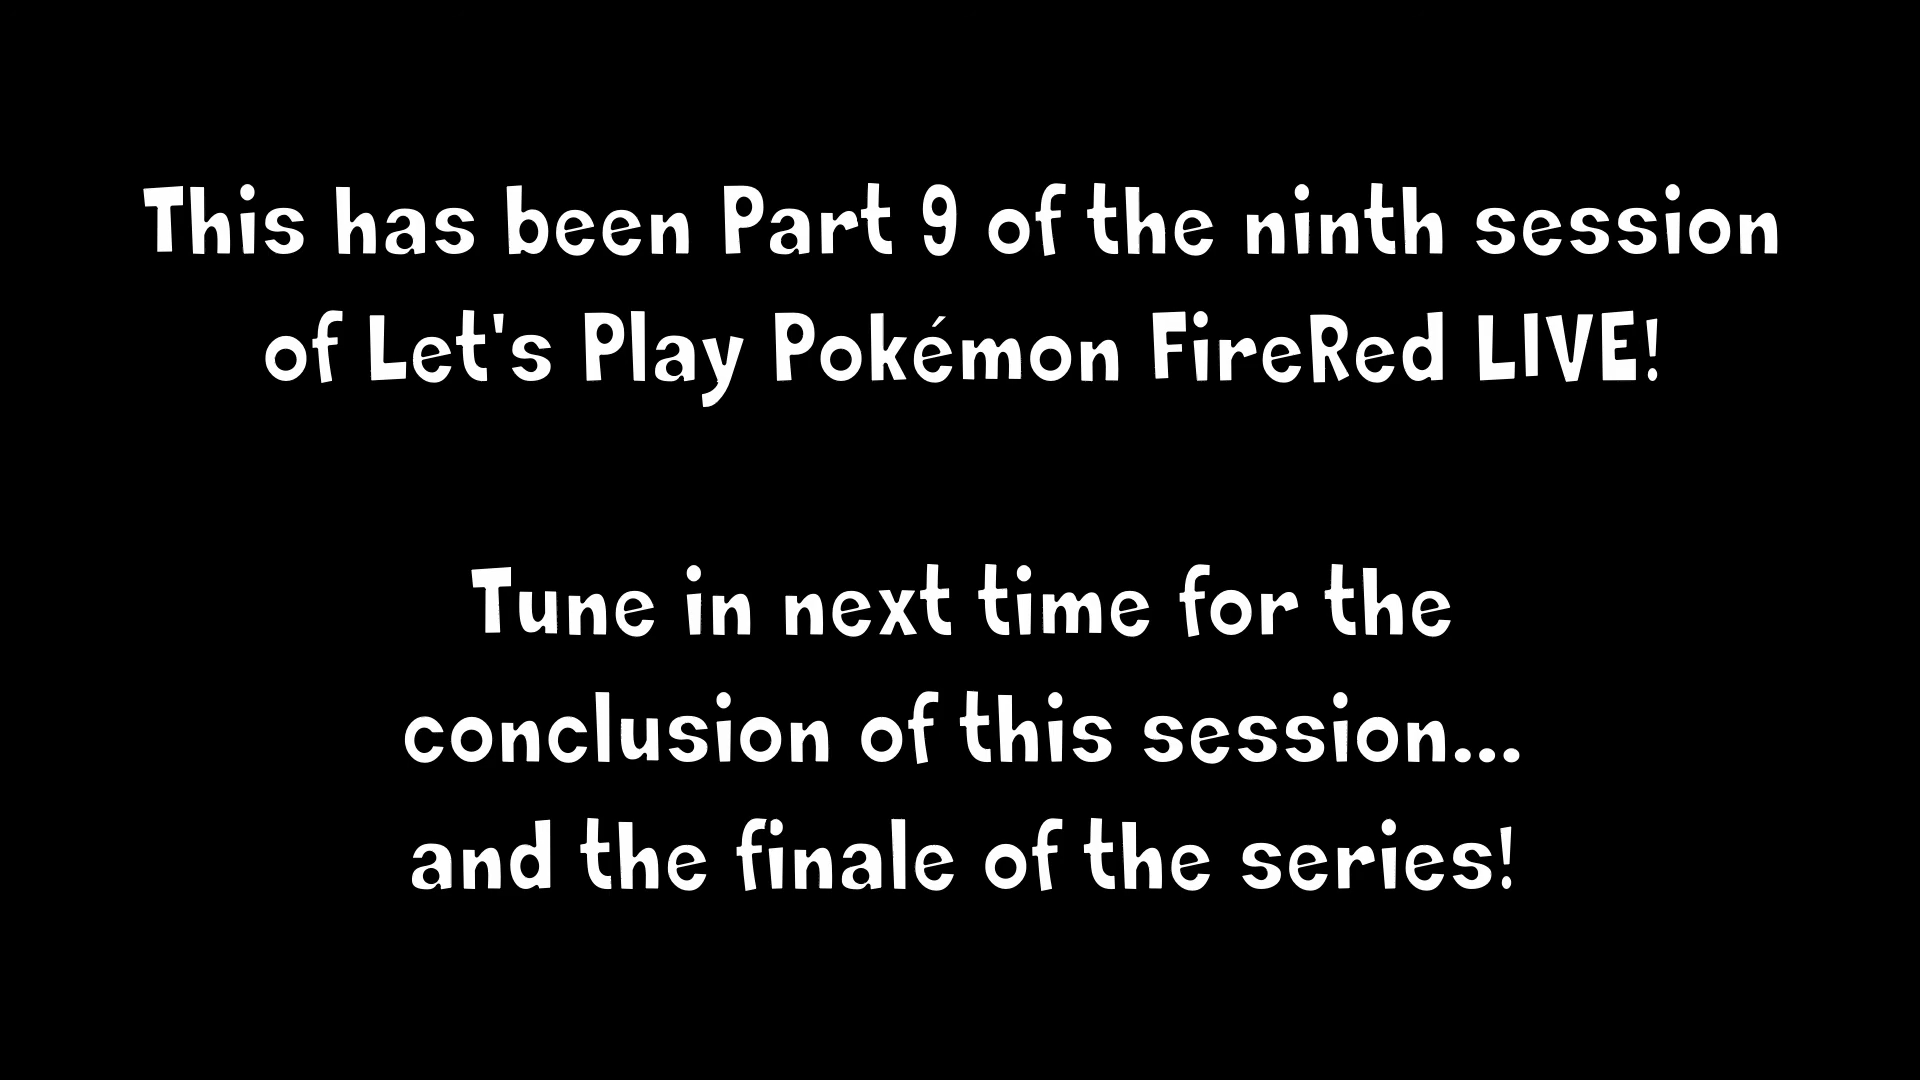 This has been Part 9 of the ninth session
of Let's Play Pokémon FireRed LIVE!
Tune in next time for the
conclusion of this session...
and the finale of the series!